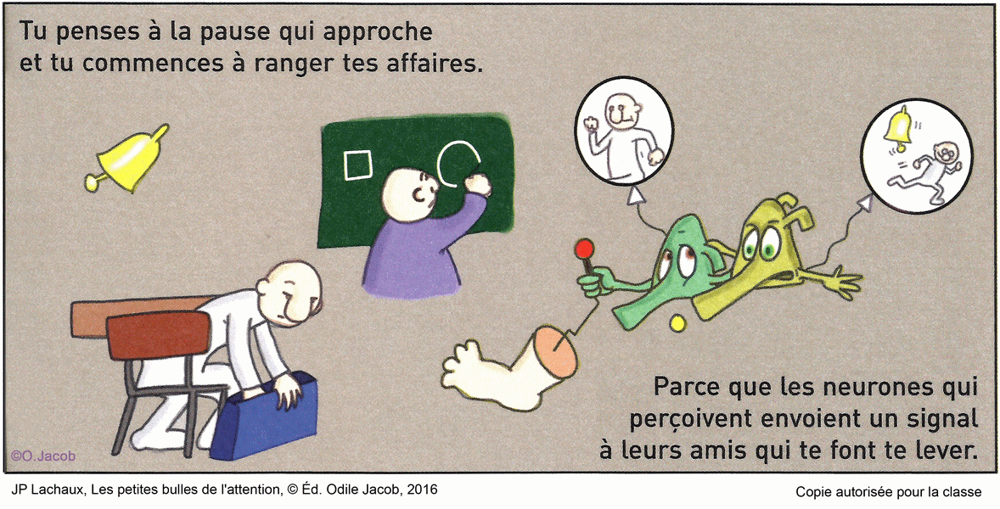 Tu penses à la pause qui approche
et tu commences à ranger tes affaires.
Parce que les neurones qui
perçoivent envoient un signal
à leurs amis qui te font te lever.
©O.Jacob
JP Lachaux, Les petites bulles de l'attention, © Éd. Odile Jacob, 2016
Copie autorisée pour la classe